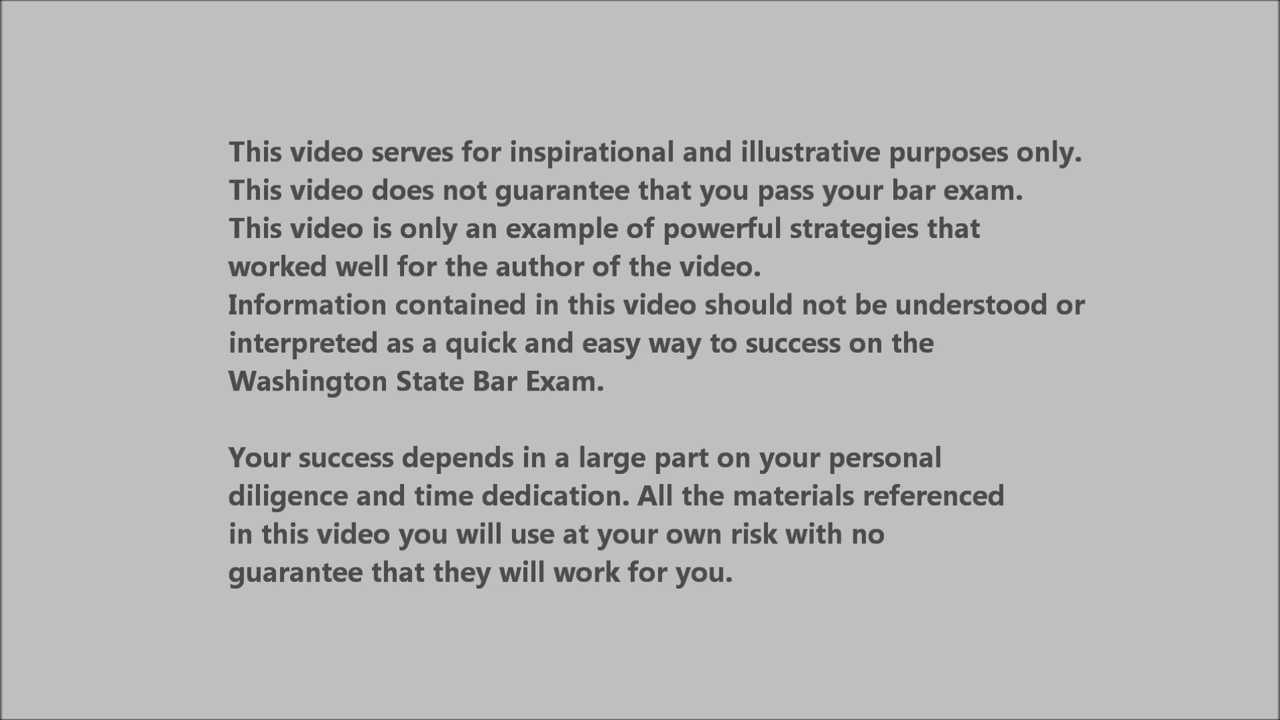 This video serves for inspirational and illustrative purposes only.
This video does not guarantee that you pass your bar exam.
This video is only an example of powerful strategies that
worked well for the author of the video.
Information contained in this video should not be understood or
interpreted as a quick and easy way to success on the
Washington State Bar Exam.
Your success depends in a large part on your personal
diligence and time dedication. All the materials referenced
in this video you will use at your own risk with no
guarantee that they will work for you.